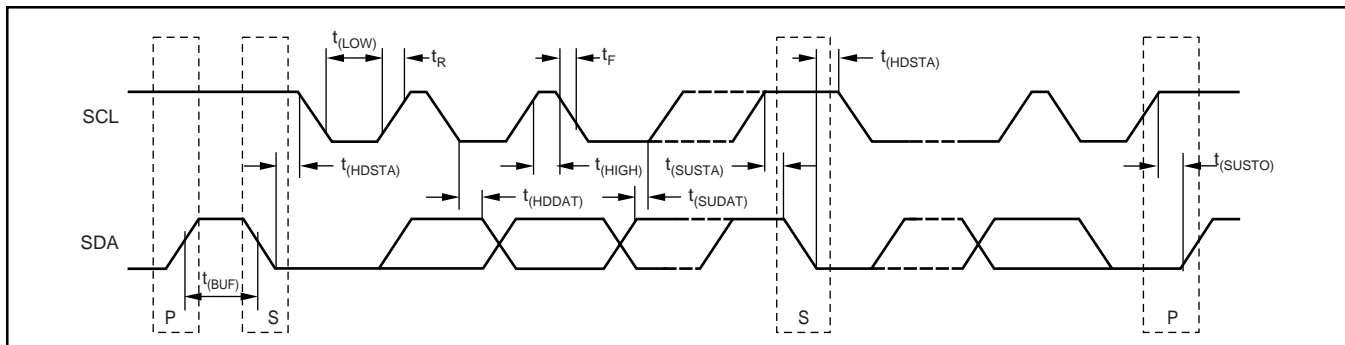 t(LOW)
tR
tF
t(HDSTA)
SCL
t(HDSTA)
t(HIGH)
t(SUSTA)
t(SUSTO)
t(HDDAT)
t(SUDAT)
SDA
t(BUF)
P
S
S
P